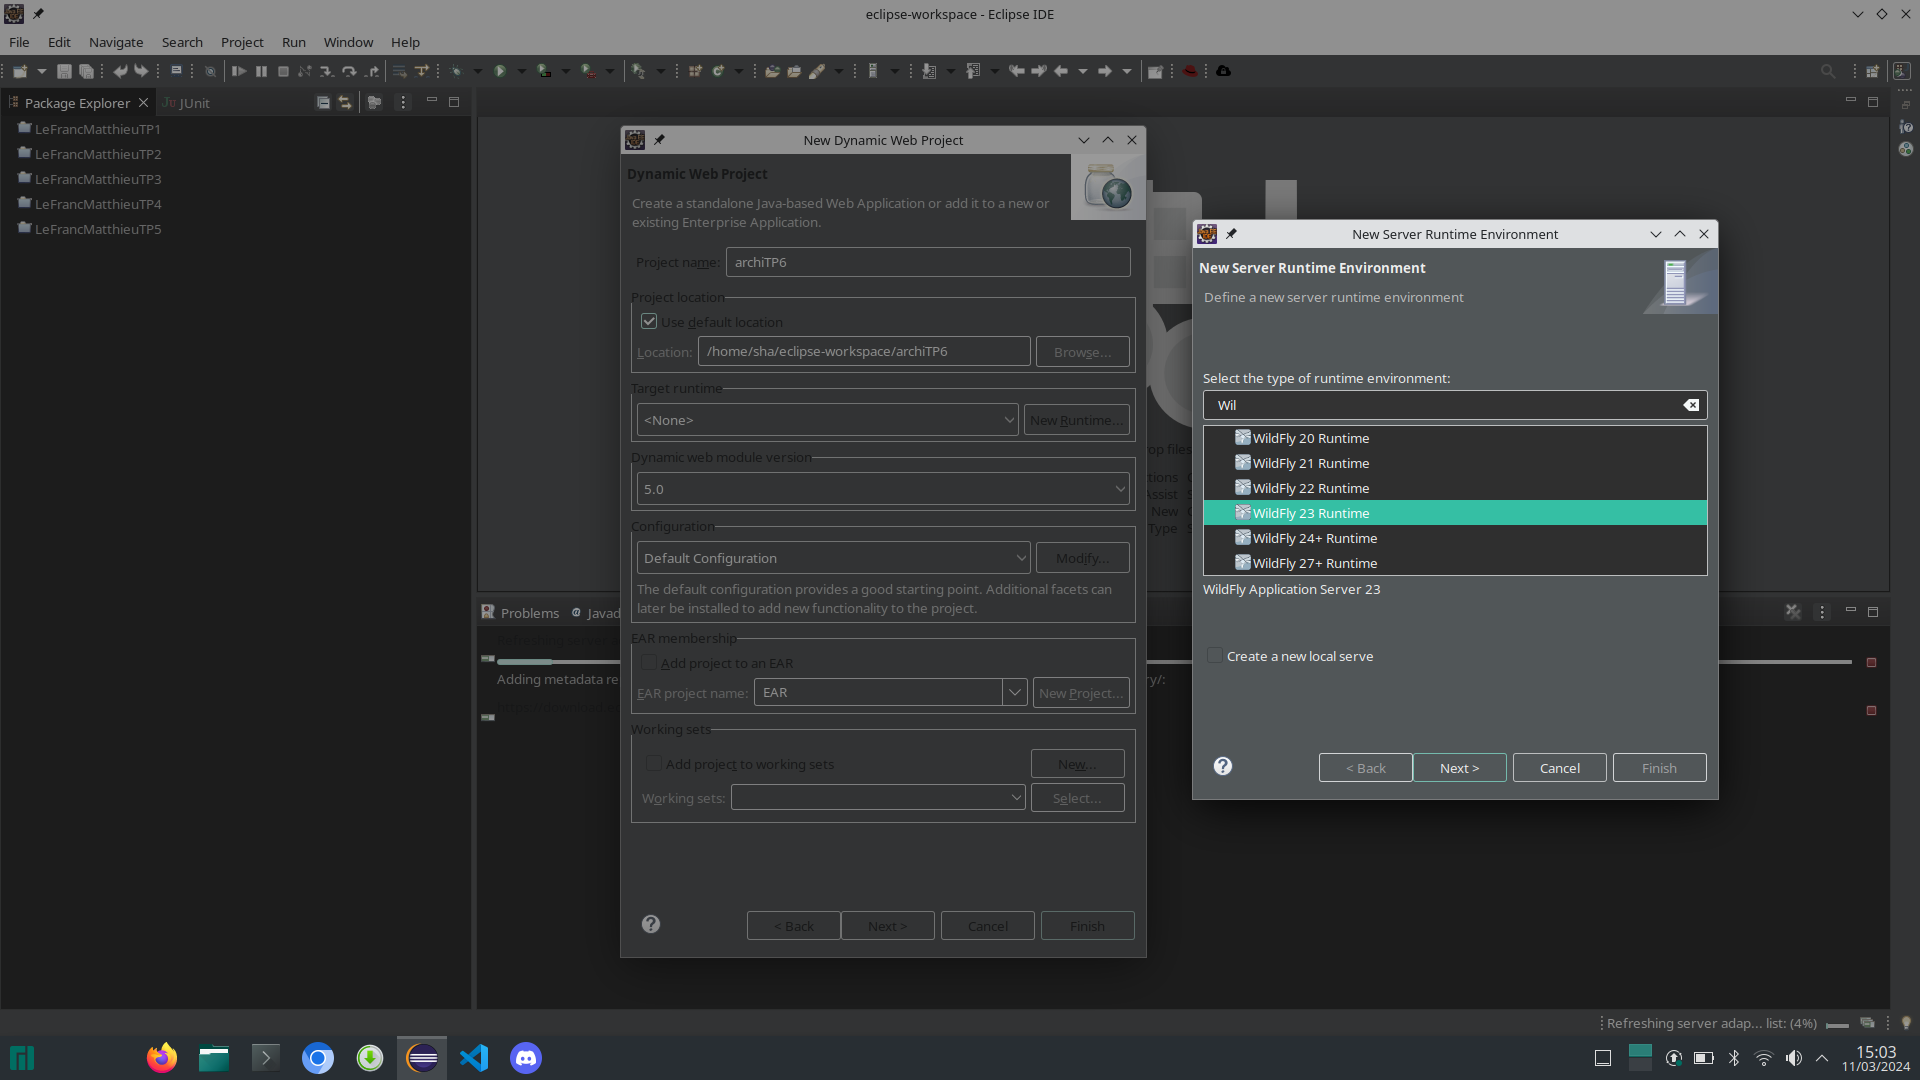 eclipse-workspace - Eclipse IDE
File Edit Navigate Search Project Run Window Help
Package Explorer
JUnit
LeFrancMatthieuTP1
LeFrancMatthieuTP2
LeFrancMatthieuTP3
LeFrancMatthieuTP4
LeFrancMatthieuTP5
New Dynamic Web Project
Dynamic Web Project
Create a standalone Java-based Web Application or add it to a new or
existing Enterprise Application.
Project name: archiTP6
Project location
Use default location
Location: /home/sha/eclipse-workspace/archiTP6 Browse...
Target runtime
<None> New Runtime...
Dynamic web module version
5.0
Configuration
Default Configuration Modify...
The default configuration provides a good starting point. Additional facets can
later be installed to add new functionality to the project.
EAR membership
Add project to an EAR
EAR project name: EAR New Project...
Working sets
Add project to working sets New...
Working sets: Select...
< Back Next > Cancel Finish
op files
tions
Assist
New
Type
New Server Runtime Environment
New Server Runtime Environment
Define a new server runtime environment
Select the type of runtime environment:
Wil
WildFly 20 Runtime
WildFly 21 Runtime
WildFly 22 Runtime
WildFly 23 Runtime
WildFly 24+ Runtime
WildFly 27+ Runtime
WildFly Application Server 23
Create a new local serve
< Back Next > Cancel Finish
Problems @ Javad
Adding metadata re
ry/:
Refreshing server adap... list: (4%)
15:03
11/03/2024